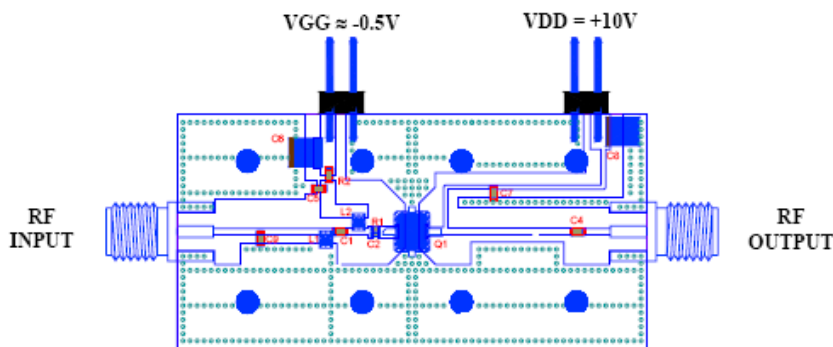 VGG ≈ -0.5V
VDD = +10V
C6
C8
R2
C5
C7
RF
INPUT
L2
R1
C4
RF
OUTPUT
C9
L1
C1
C2
Q1